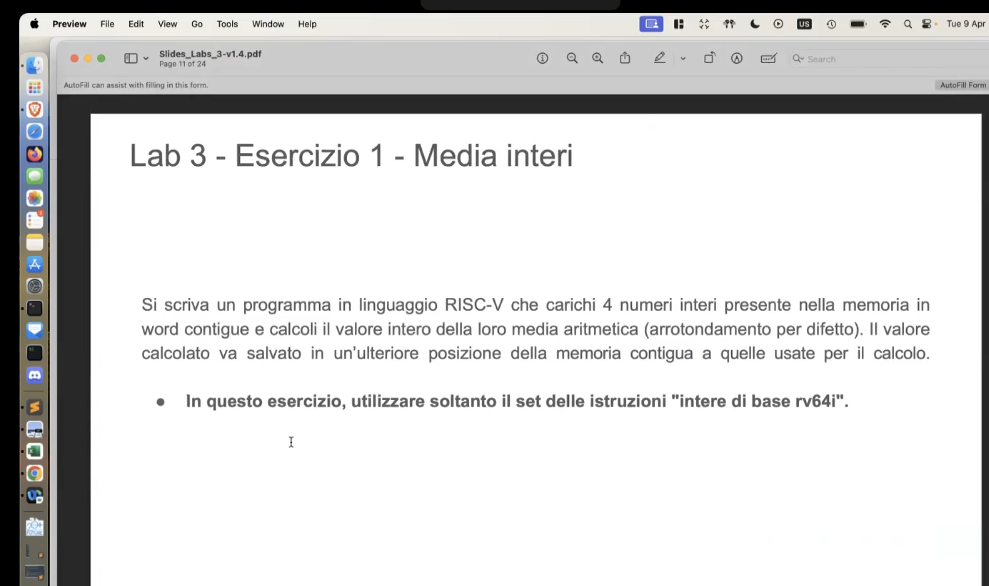 Preview File Edit View Go Tools Window Help US Tue 9 Apr
Slides_Labs_3-v1.4.pdf
Page 11 of 24
Search
AutoFill can assist with filling in this form.
AutoFill Form
Lab 3 - Esercizio 1 - Media interi
Si scriva un programma in linguaggio RISC-V che carichi 4 numeri interi presente nella memoria in
word contigue e calcoli il valore intero della loro media aritmetica (arrotondamento per difetto). Il valore
calcolato va salvato in un'ulteriore posizione della memoria contigua a quelle usate per il calcolo.
● In questo esercizio, utilizzare soltanto il set delle istruzioni "intere di base rv64i".